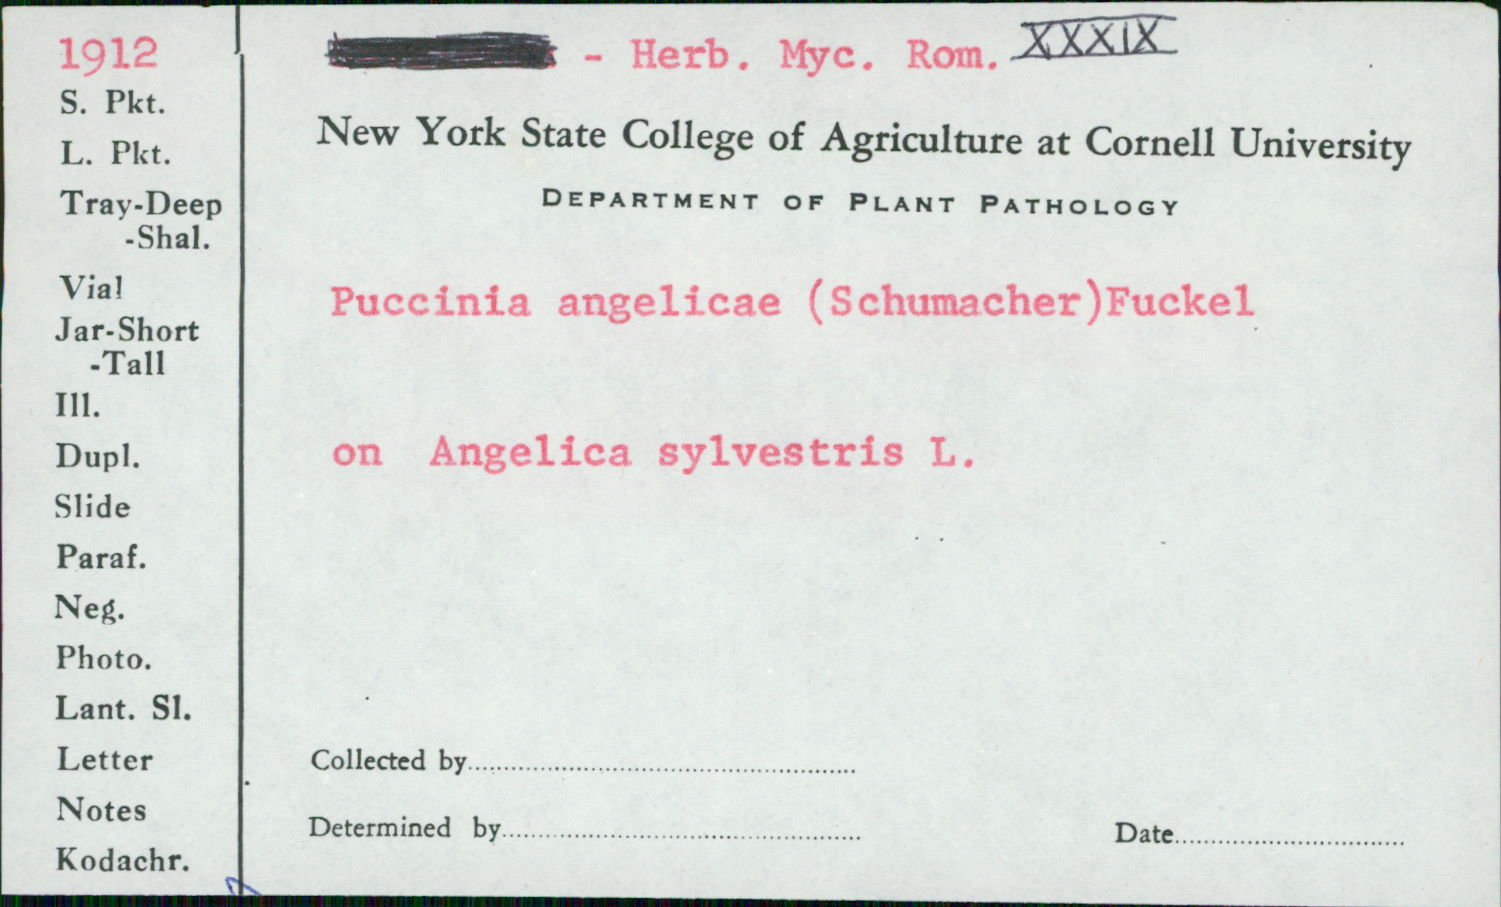 1912
S. Pkt.
L. Pkt.
Tray-Deep
-Shal.
Vial
Jar-Short
-Tall
Ill.
Dupl.
Slide
Paraf.
Neg.
Photo.
Lant. Sl.
Letter
Notes
Kodachr.
- Herb. Myc. Rom. XXXIX
New York State College of Agriculture at Cornell University
DEPARTMENT OF PLANT PATHOLOGY
Puccinia angelicae (Schumacher)Fuckel
on Angelica sylvestris L.
Collected by
Determined by
Date